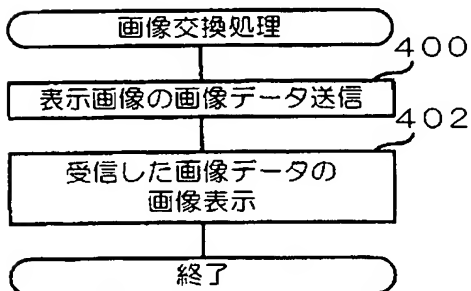 画像交換処理
400
表示画像の画像データ送信
402
受信した画像データの
画像表示
終了